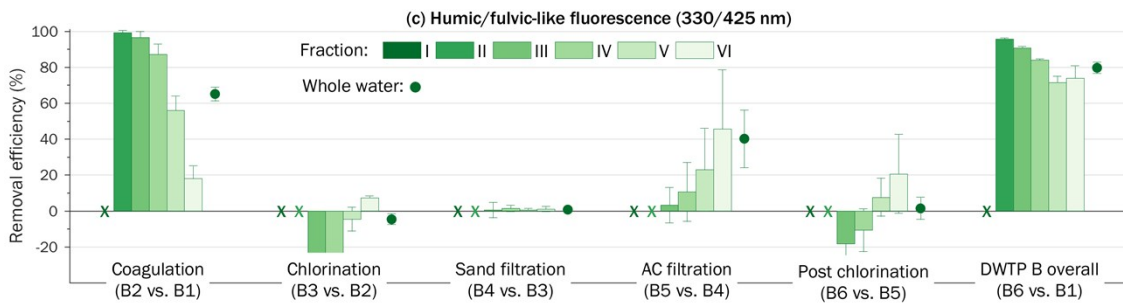 (c) Humic/fulvic-like fluorescence (330/425 nm)
Fraction: I II III IV V VI
Whole water:
Removal efficiency (%)
100
80
60
40
20
0
-20
X X X X X X X X X X
Coagulation
(B2 vs. B1)
Chlorination
(B3 vs. B2)
Sand filtration
(B4 vs. B3)
AC filtration
(B5 vs. B4)
Post chlorination
(B6 vs. B5)
DWTP B overall
(B6 vs. B1)